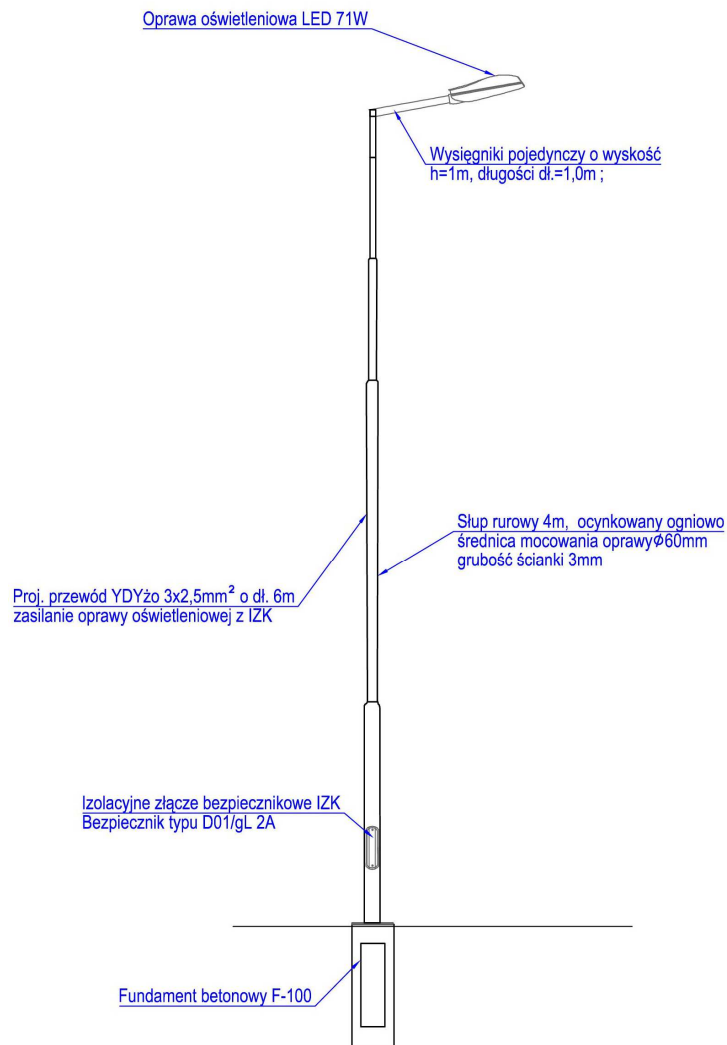 Oprawa oświetleniowa LED 71W
Wysięgniki pojedynczy o wyskość
h=1m, długości dł.=1,0m ;
Słup rurowy 4m, ocynkowany ogniowo
średnica mocowania oprawy⌀60mm
grubość ścianki 3mm
Proj. przewód YDYżo 3x2,5mm² o dł. 6m
zasilanie oprawy oświetleniowej z IZK
Izolacyjne złącze bezpiecznikowe IZK
Bezpiecznik typu D01/gL 2A
Fundament betonowy F-100